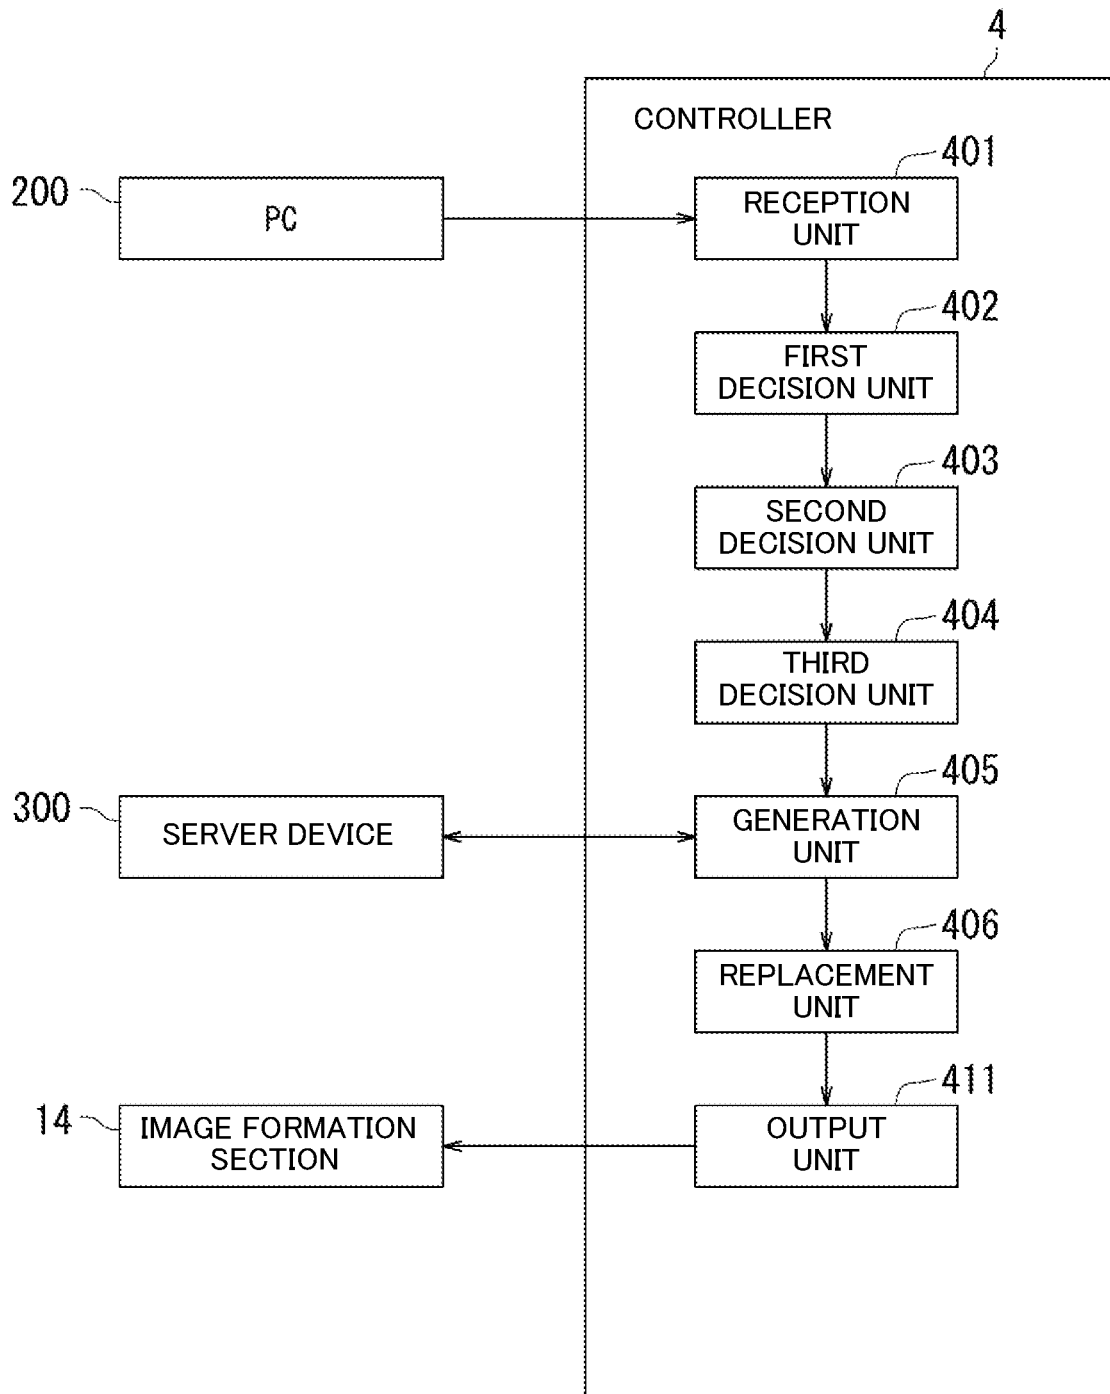 4
CONTROLLER
401
200
PC
RECEPTION
UNIT
402
FIRST
DECISION UNIT
403
SECOND
DECISION UNIT
404
THIRD
DECISION UNIT
405
300
SERVER DEVICE
GENERATION
UNIT
406
REPLACEMENT
UNIT
411
14
IMAGE FORMATION
SECTION
OUTPUT
UNIT